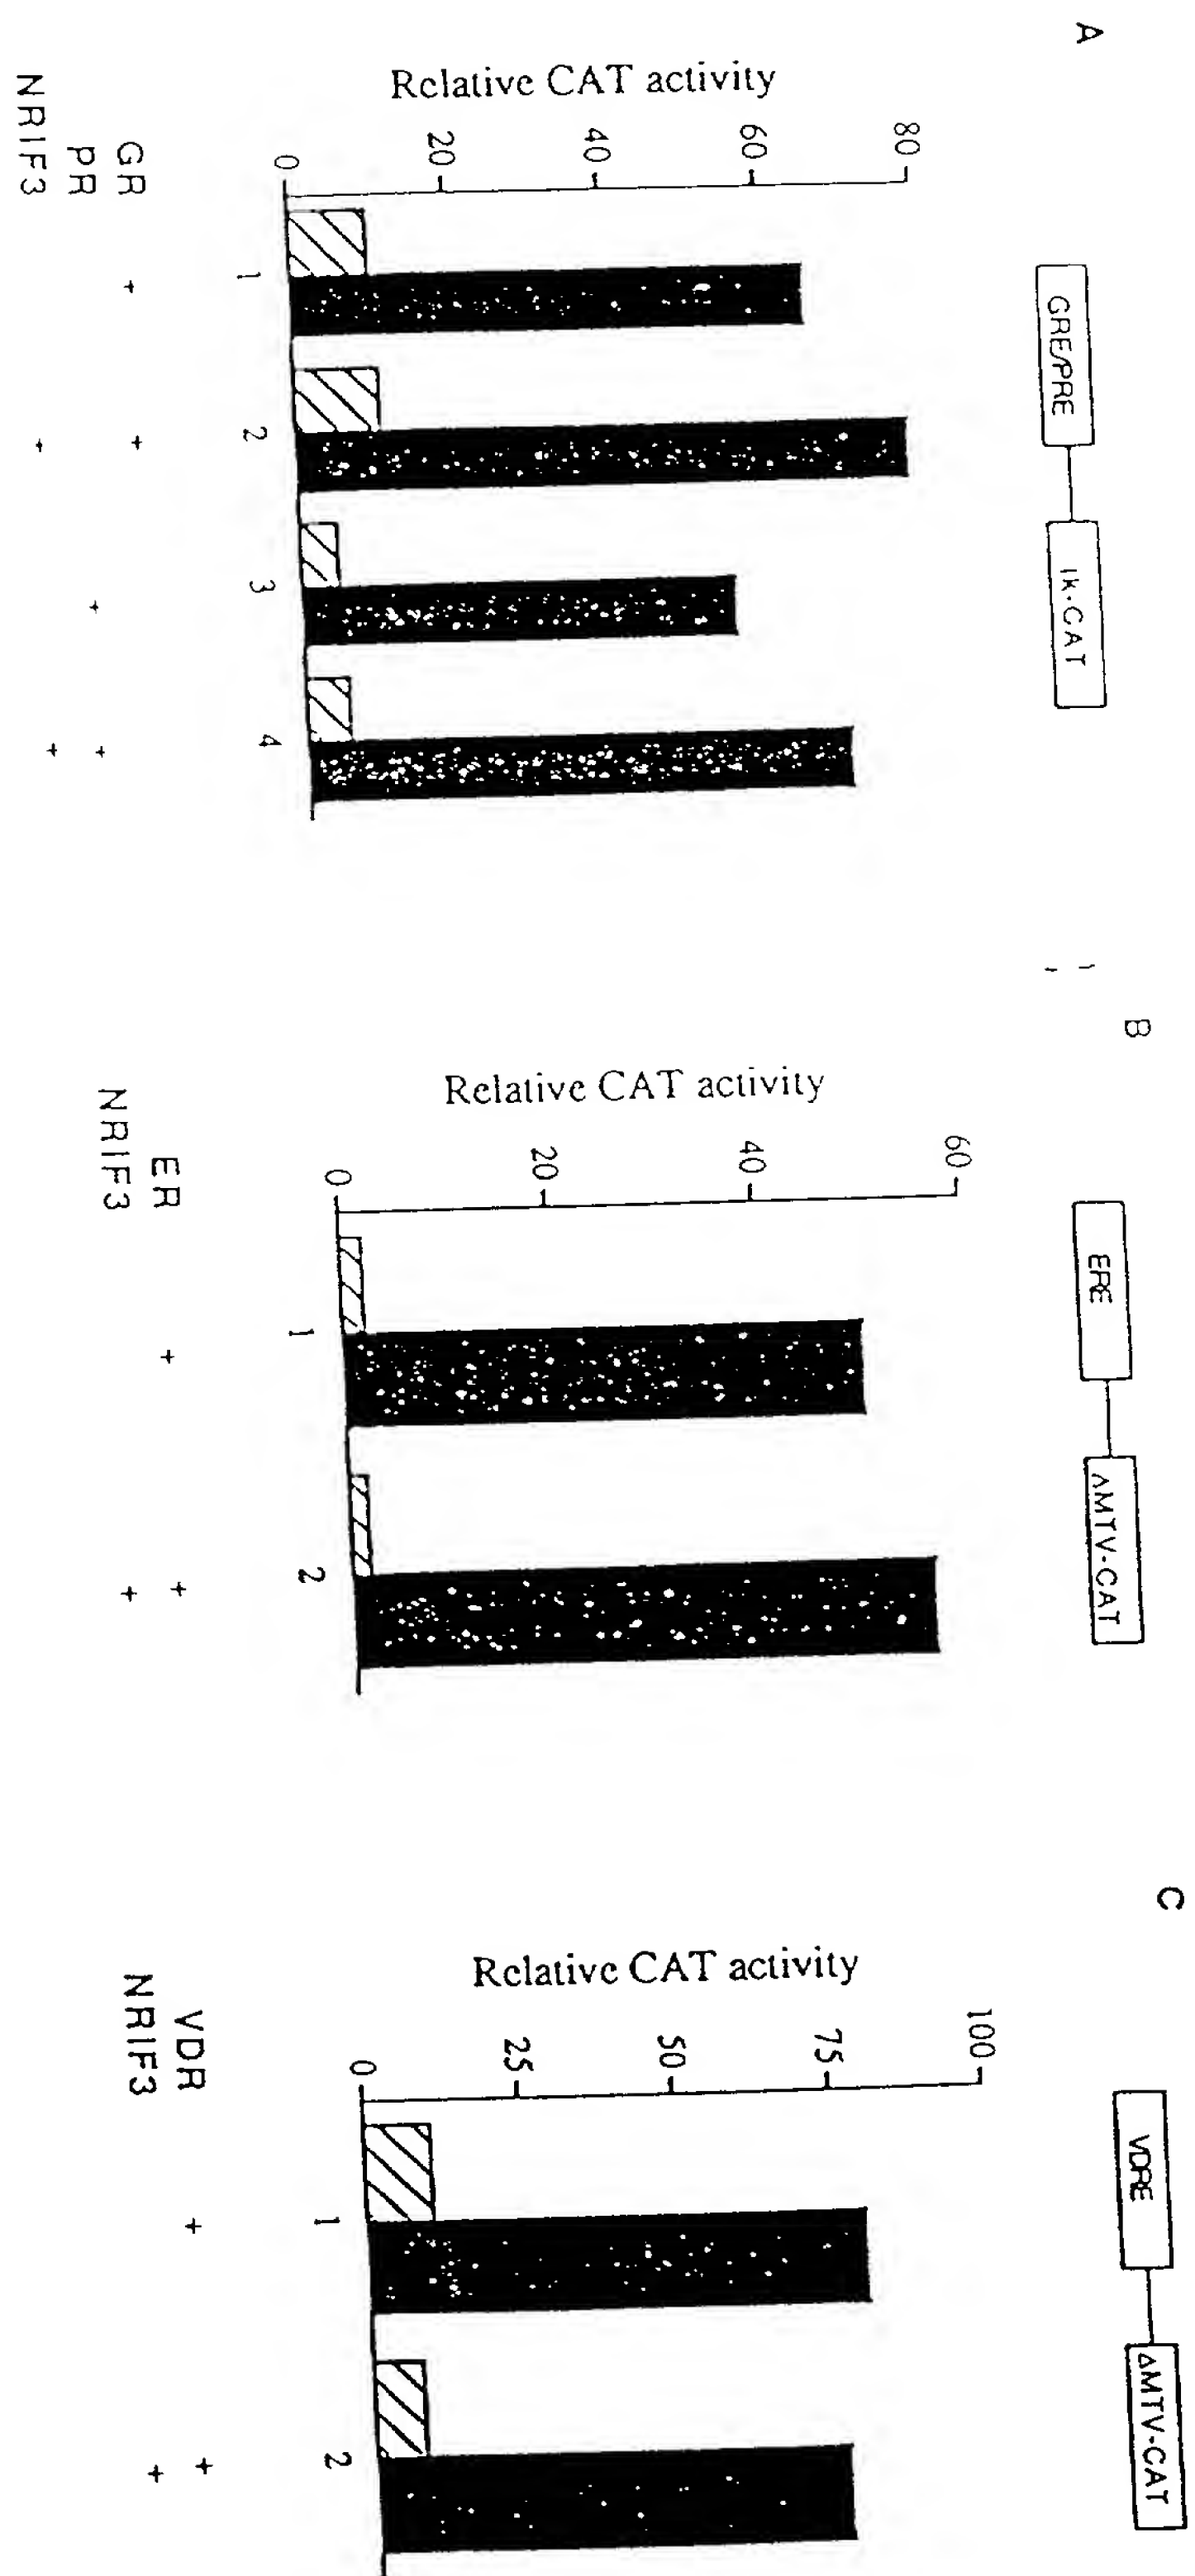 A
GRE/PRE
tk-CAT
Relative CAT activity
80
60
40
20
0
1 2 3 4
GR + +
PR + +
NRIF3 + +
B
ERE
ΔMTV-CAT
Relative CAT activity
60
40
20
0
1 2
ER + +
NRIF3 +
C
VDRE
ΔMTV-CAT
Relative CAT activity
100
75
50
25
0
1 2
VDR + +
NRIF3 +